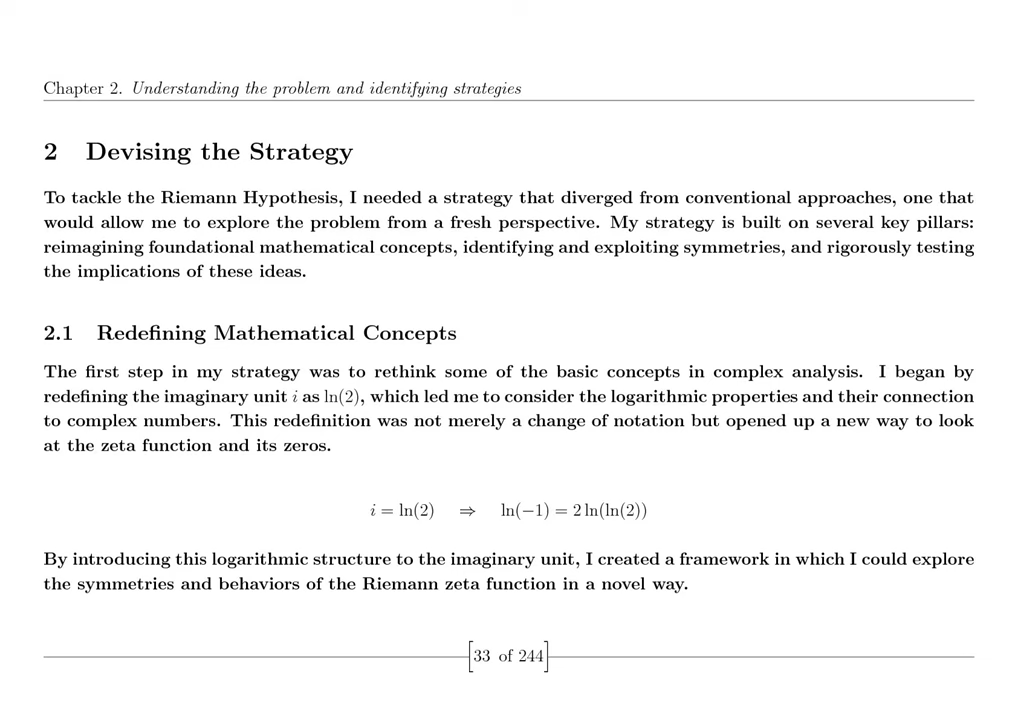 Chapter 2. Understanding the problem and identifying strategies
2 Devising the Strategy
To tackle the Riemann Hypothesis, I needed a strategy that diverged from conventional approaches, one that
would allow me to explore the problem from a fresh perspective. My strategy is built on several key pillars:
reimagining foundational mathematical concepts, identifying and exploiting symmetries, and rigorously testing
the implications of these ideas.
2.1 Redefining Mathematical Concepts
The first step in my strategy was to rethink some of the basic concepts in complex analysis. I began by
redefining the imaginary unit i as ln(2), which led me to consider the logarithmic properties and their connection
to complex numbers. This redefinition was not merely a change of notation but opened up a new way to look
at the zeta function and its zeros.
i = ln(2) ⇒ ln(−1) = 2 ln(ln(2))
By introducing this logarithmic structure to the imaginary unit, I created a framework in which I could explore
the symmetries and behaviors of the Riemann zeta function in a novel way.
[33 of 244]